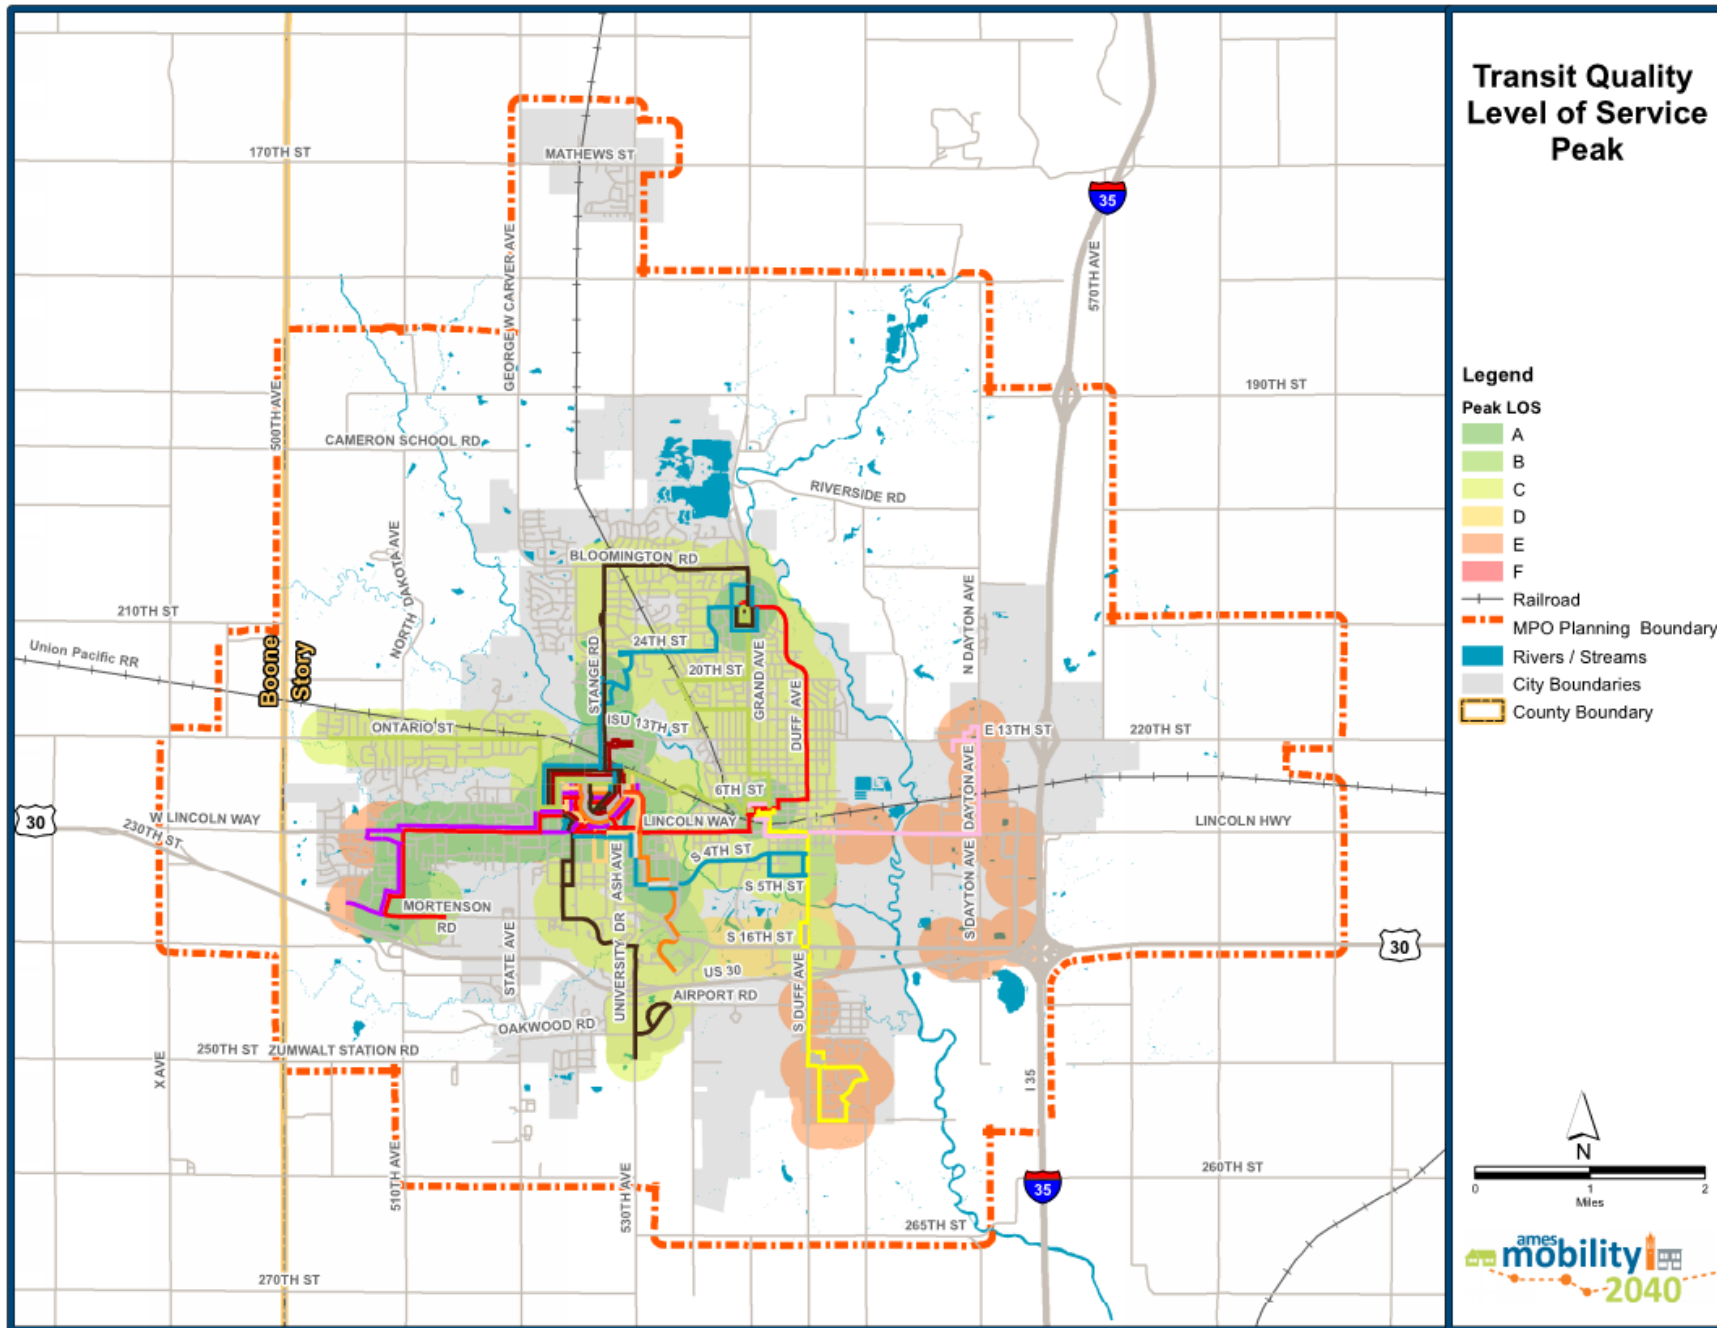 Transit Quality
Level of Service
Peak
Legend
Peak LOS
A
B
C
D
E
F
Railroad
MPO Planning Boundary
Rivers / Streams
City Boundaries
County Boundary
N
0
1
2
Miles
ames
mobility
2040
170TH ST
MATHEWS ST
35
GEORGE W CARVER AVE
570TH AVE
500TH AVE
190TH ST
CAMERON SCHOOL RD
RIVERSIDE RD
NORTH DAKOTA AVE
BLOOMINGTON RD
N DAYTON AVE
210TH ST
Union Pacific RR
Boone
Story
STANGE RD
24TH ST
20TH ST
GRAND AVE
DUFF AVE
ONTARIO ST
ISU 13TH ST
E 13TH ST
220TH ST
6TH ST
DAYTON AVE
30
W LINCOLN WAY
230TH ST
LINCOLN WAY
LINCOLN HWY
S 4TH ST
ASH AVE
S 5TH ST
S DAYTON AVE
MORTENSON
RD
STATE AVE
UNIVERSITY DR
S 16TH ST
30
US 30
AIRPORT RD
S DUFF AVE
OAKWOOD RD
250TH ST
ZUMWALT STATION RD
X AVE
I 35
510TH AVE
530TH AVE
260TH ST
35
265TH ST
270TH ST